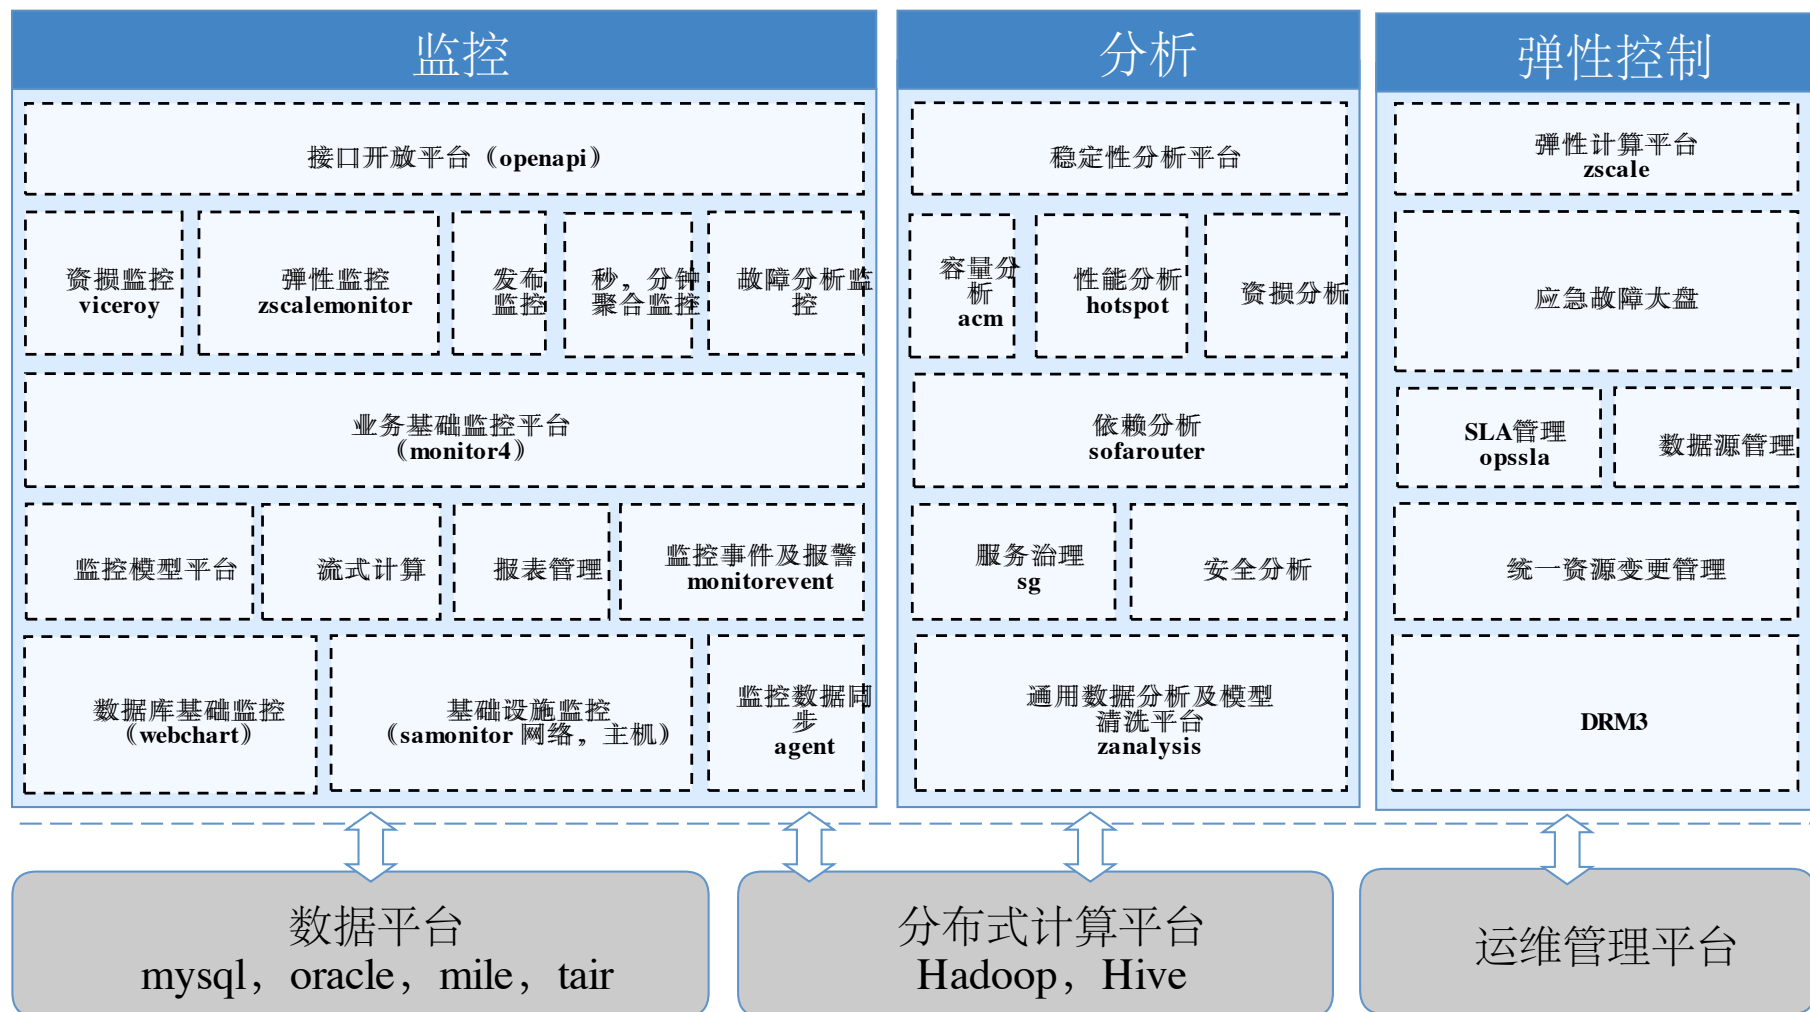 监控
接口开放平台（openapi）
资损监控
viceroy
弹性监控
zscalemonitor
发布
监控
秒，分钟
聚合监控
故障分析监
控
业务基础监控平台
（monitor4）
监控模型平台
流式计算
报表管理
监控事件及报警
monitorevent
数据库基础监控
（webchart）
基础设施监控
（samonitor 网络，主机）
监控数据同
步
agent
分析
稳定性分析平台
容量分
析
acm
性能分析
hotspot
资损分析
依赖分析
sofarouter
服务治理
sg
安全分析
通用数据分析及模型
清洗平台
zanalysis
弹性控制
弹性计算平台
zscale
应急故障大盘
SLA管理
opssla
数据源管理
统一资源变更管理
DRM3
数据平台
mysql，oracle，mile，tair
分布式计算平台
Hadoop，Hive
运维管理平台